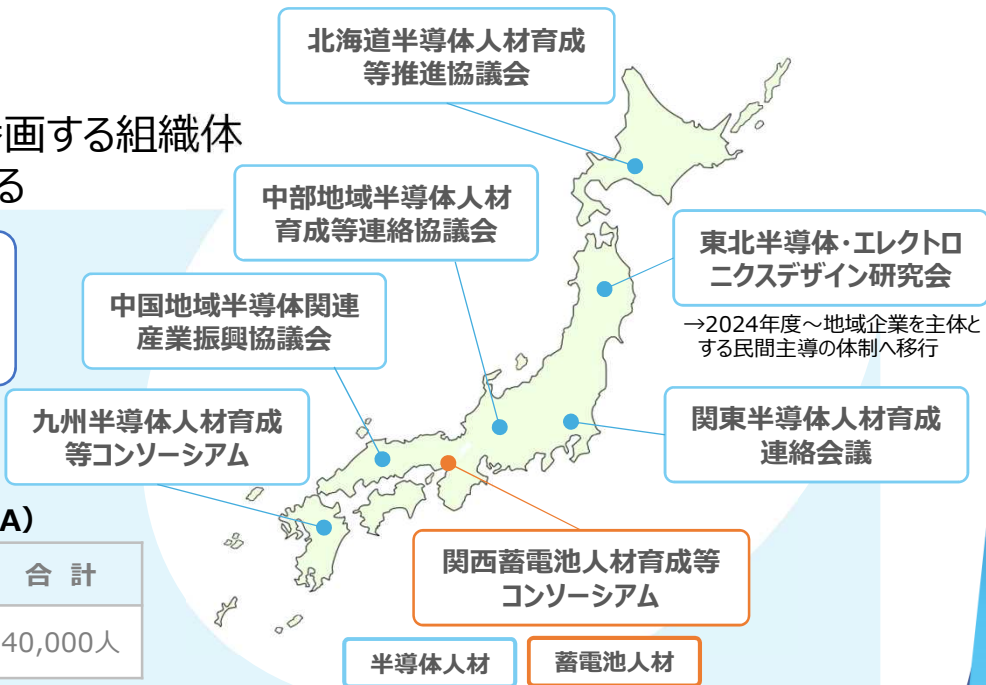 北海道半導体人材育成
等推進協議会
画する組織体
る
中部地域半導体人材
育成等連絡協議会
東北半導体・エレクトロ
ニクスデザイン研究会
→2024年度～地域企業を主体と
する民間主導の体制へ移行
中国地域半導体関連
産業振興協議会
九州半導体人材育成
等コンソーシアム
関東半導体人材育成
連絡会議
A）
合 計
40,000人
関西蓄電池人材育成等
コンソーシアム
半導体人材
蓄電池人材